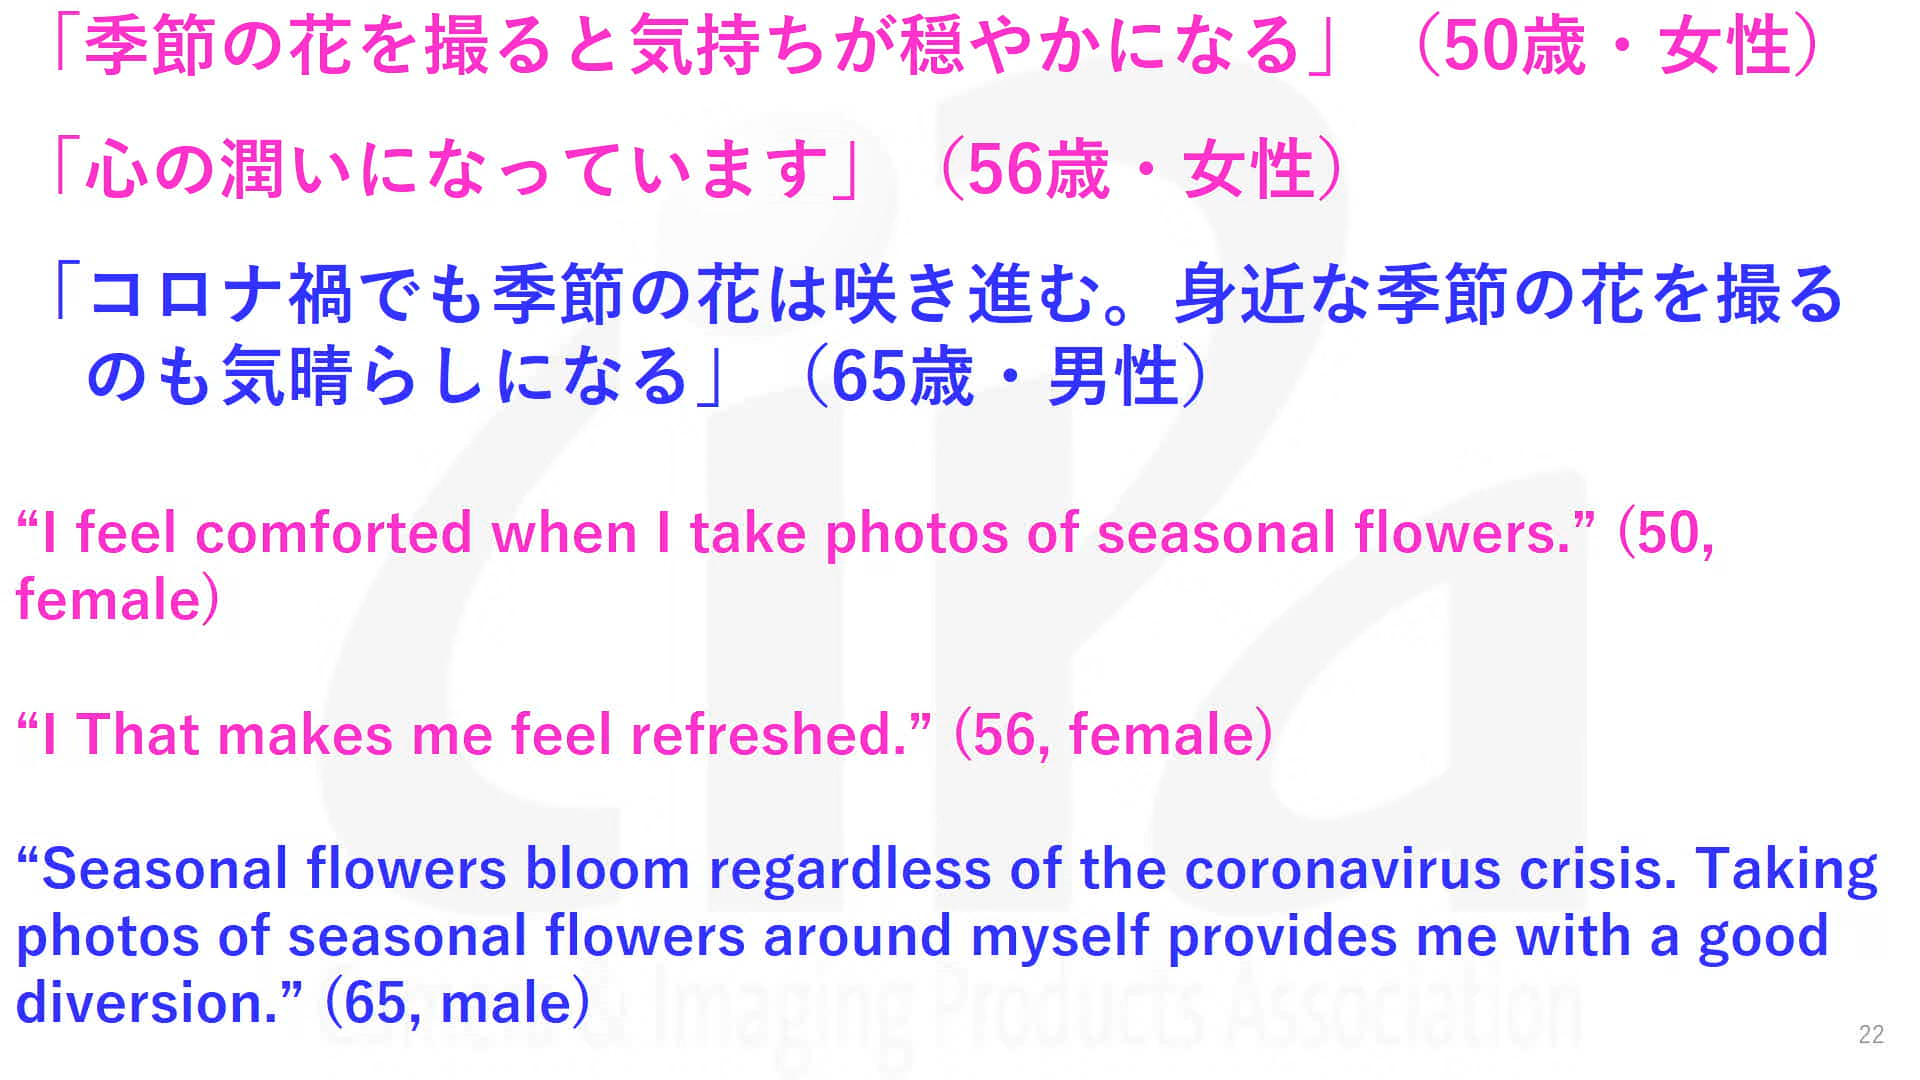 「季節の花を撮ると気持ちが穏やかになる」（50歳・女性）
「心の潤いになっています」（56歳・女性）
「コロナ禍でも季節の花は咲き進む。身近な季節の花を撮る
のも気晴らしになる」（65歳・男性）
“I feel comforted when I take photos of seasonal flowers.” (50,
female)
“I That makes me feel refreshed.” (56, female)
“Seasonal flowers bloom regardless of the coronavirus crisis. Taking
photos of seasonal flowers around myself provides me with a good
diversion.” (65, male)
cipa
Camera & Imaging Products Association
22